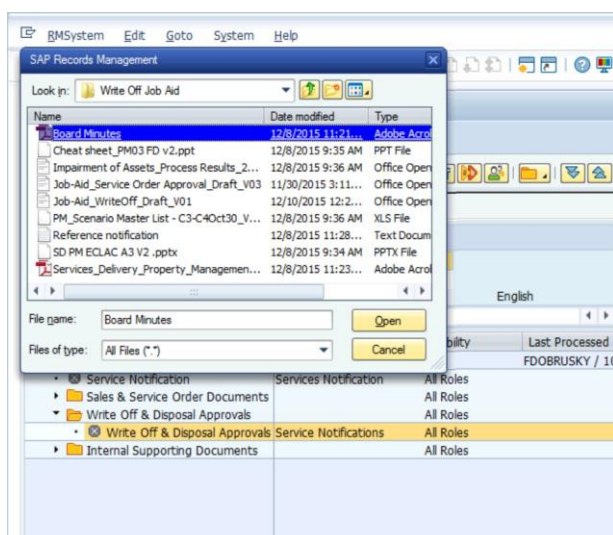 RMSystem Edit Goto System Help
SAP Records Management
Look in: Write Off Job Aid
Name Date modified Type
Board Minutes 12/8/2015 11:21... Adobe Acrol
Cheat sheet_PM03 FD v2.ppt 12/8/2015 9:35 AM PPT File
Impairment of Assets_Process Results_2... 12/8/2015 9:36 AM Office Open
Job-Aid_Service Order Approval_Draft_V03 11/30/2015 3:11... Office Open
Job-Aid_WriteOff_Draft_V01 12/10/2015 12:2... Office Open
PM_Scenario Master List - C3-C4Oct30_V... 12/8/2015 9:36 AM XLS File
Reference notification 12/8/2015 11:28... Text Docum
SD PM ECLAC A3 V2 .pptx 12/8/2015 9:34 AM PPTX File
Services_Delivery_Property_Managemen... 12/8/2015 11:23... Adobe Acrol
English
File name: Board Minutes Open
Files of type: All Files (*.*) Cancel
bility Last Processed
FDOBRUSKY / 10
Service Notification Services Notification All Roles
Sales & Service Order Documents All Roles
Write Off & Disposal Approvals All Roles
Write Off & Disposal Approvals Service Notifications All Roles
Internal Supporting Documents All Roles